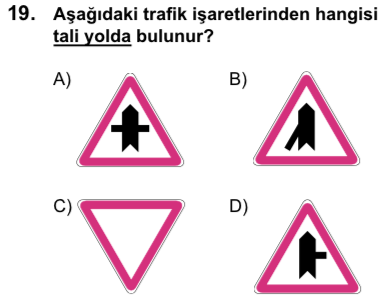 19. Aşağıdaki trafik işaretlerinden hangisi
tali yolda bulunur?
A)
B)
C)
D)